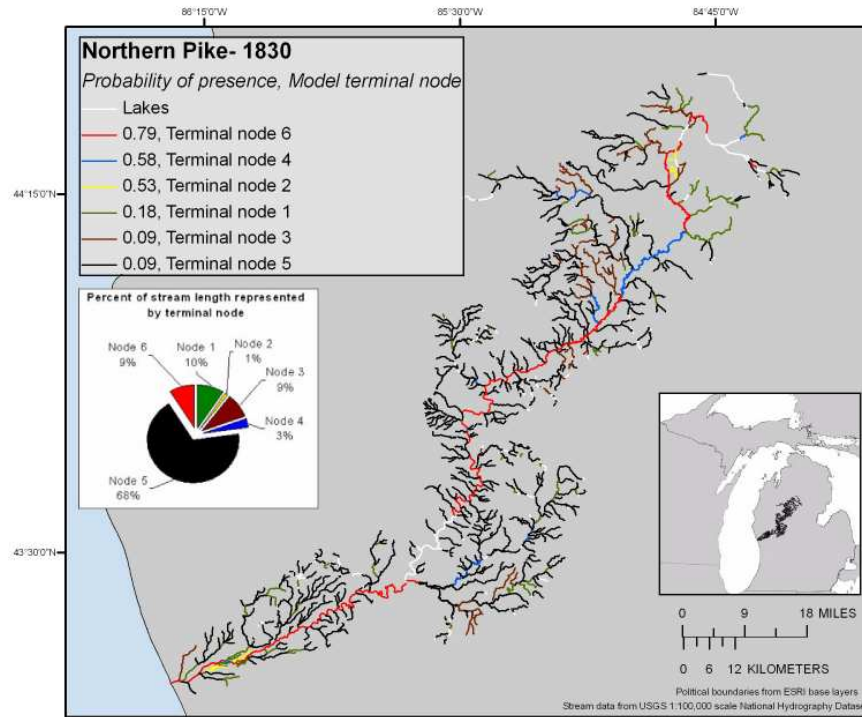 86°15'0"W 85°30'0"W 84°45'0"W
Northern Pike- 1830
Probability of presence, Model terminal node
Lakes
0.79, Terminal node 6
0.58, Terminal node 4
0.53, Terminal node 2
0.18, Terminal node 1
0.09, Terminal node 3
0.09, Terminal node 5
44°15'0"N
Percent of stream length represented
by terminal node
Node 6
9%
Node 1
10%
Node 2
1%
Node 3
9%
Node 4
3%
Node 5
68%
43°30'0"N
0 9 18 MILES
0 6 12 KILOMETERS
Political boundaries from ESRI base layers
Stream data from USGS 1:100,000 scale National Hydrography Datase